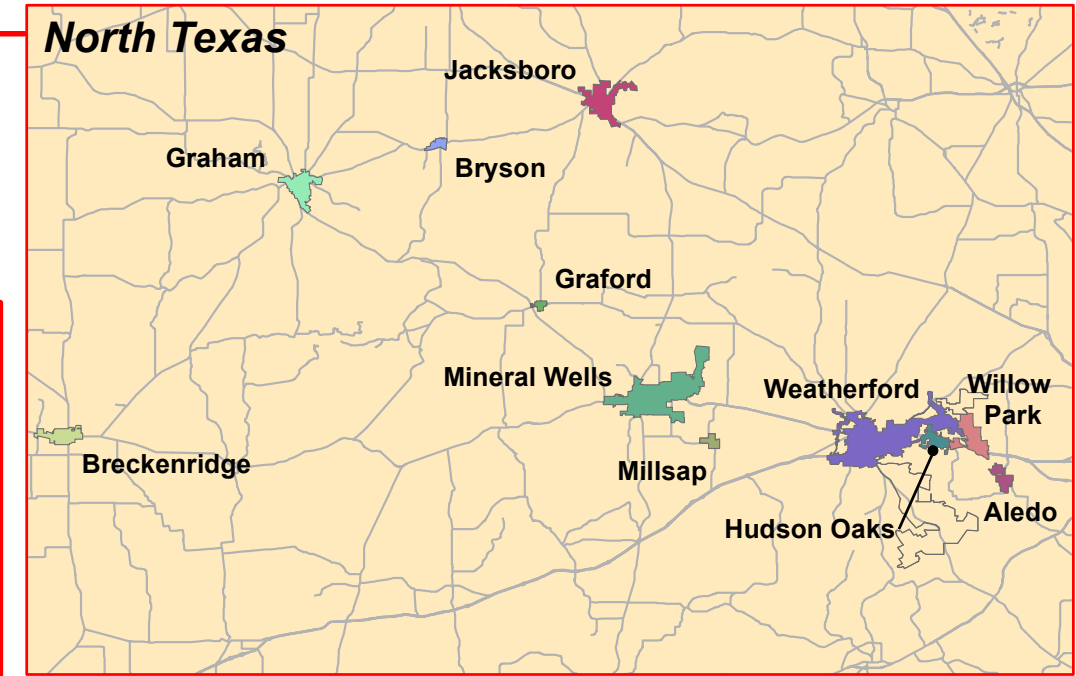 North Texas
Jacksboro
Graham
Bryson
Graford
Mineral Wells
Weatherford
Willow
Park
Breckenridge
Millsap
Hudson Oaks
Aledo